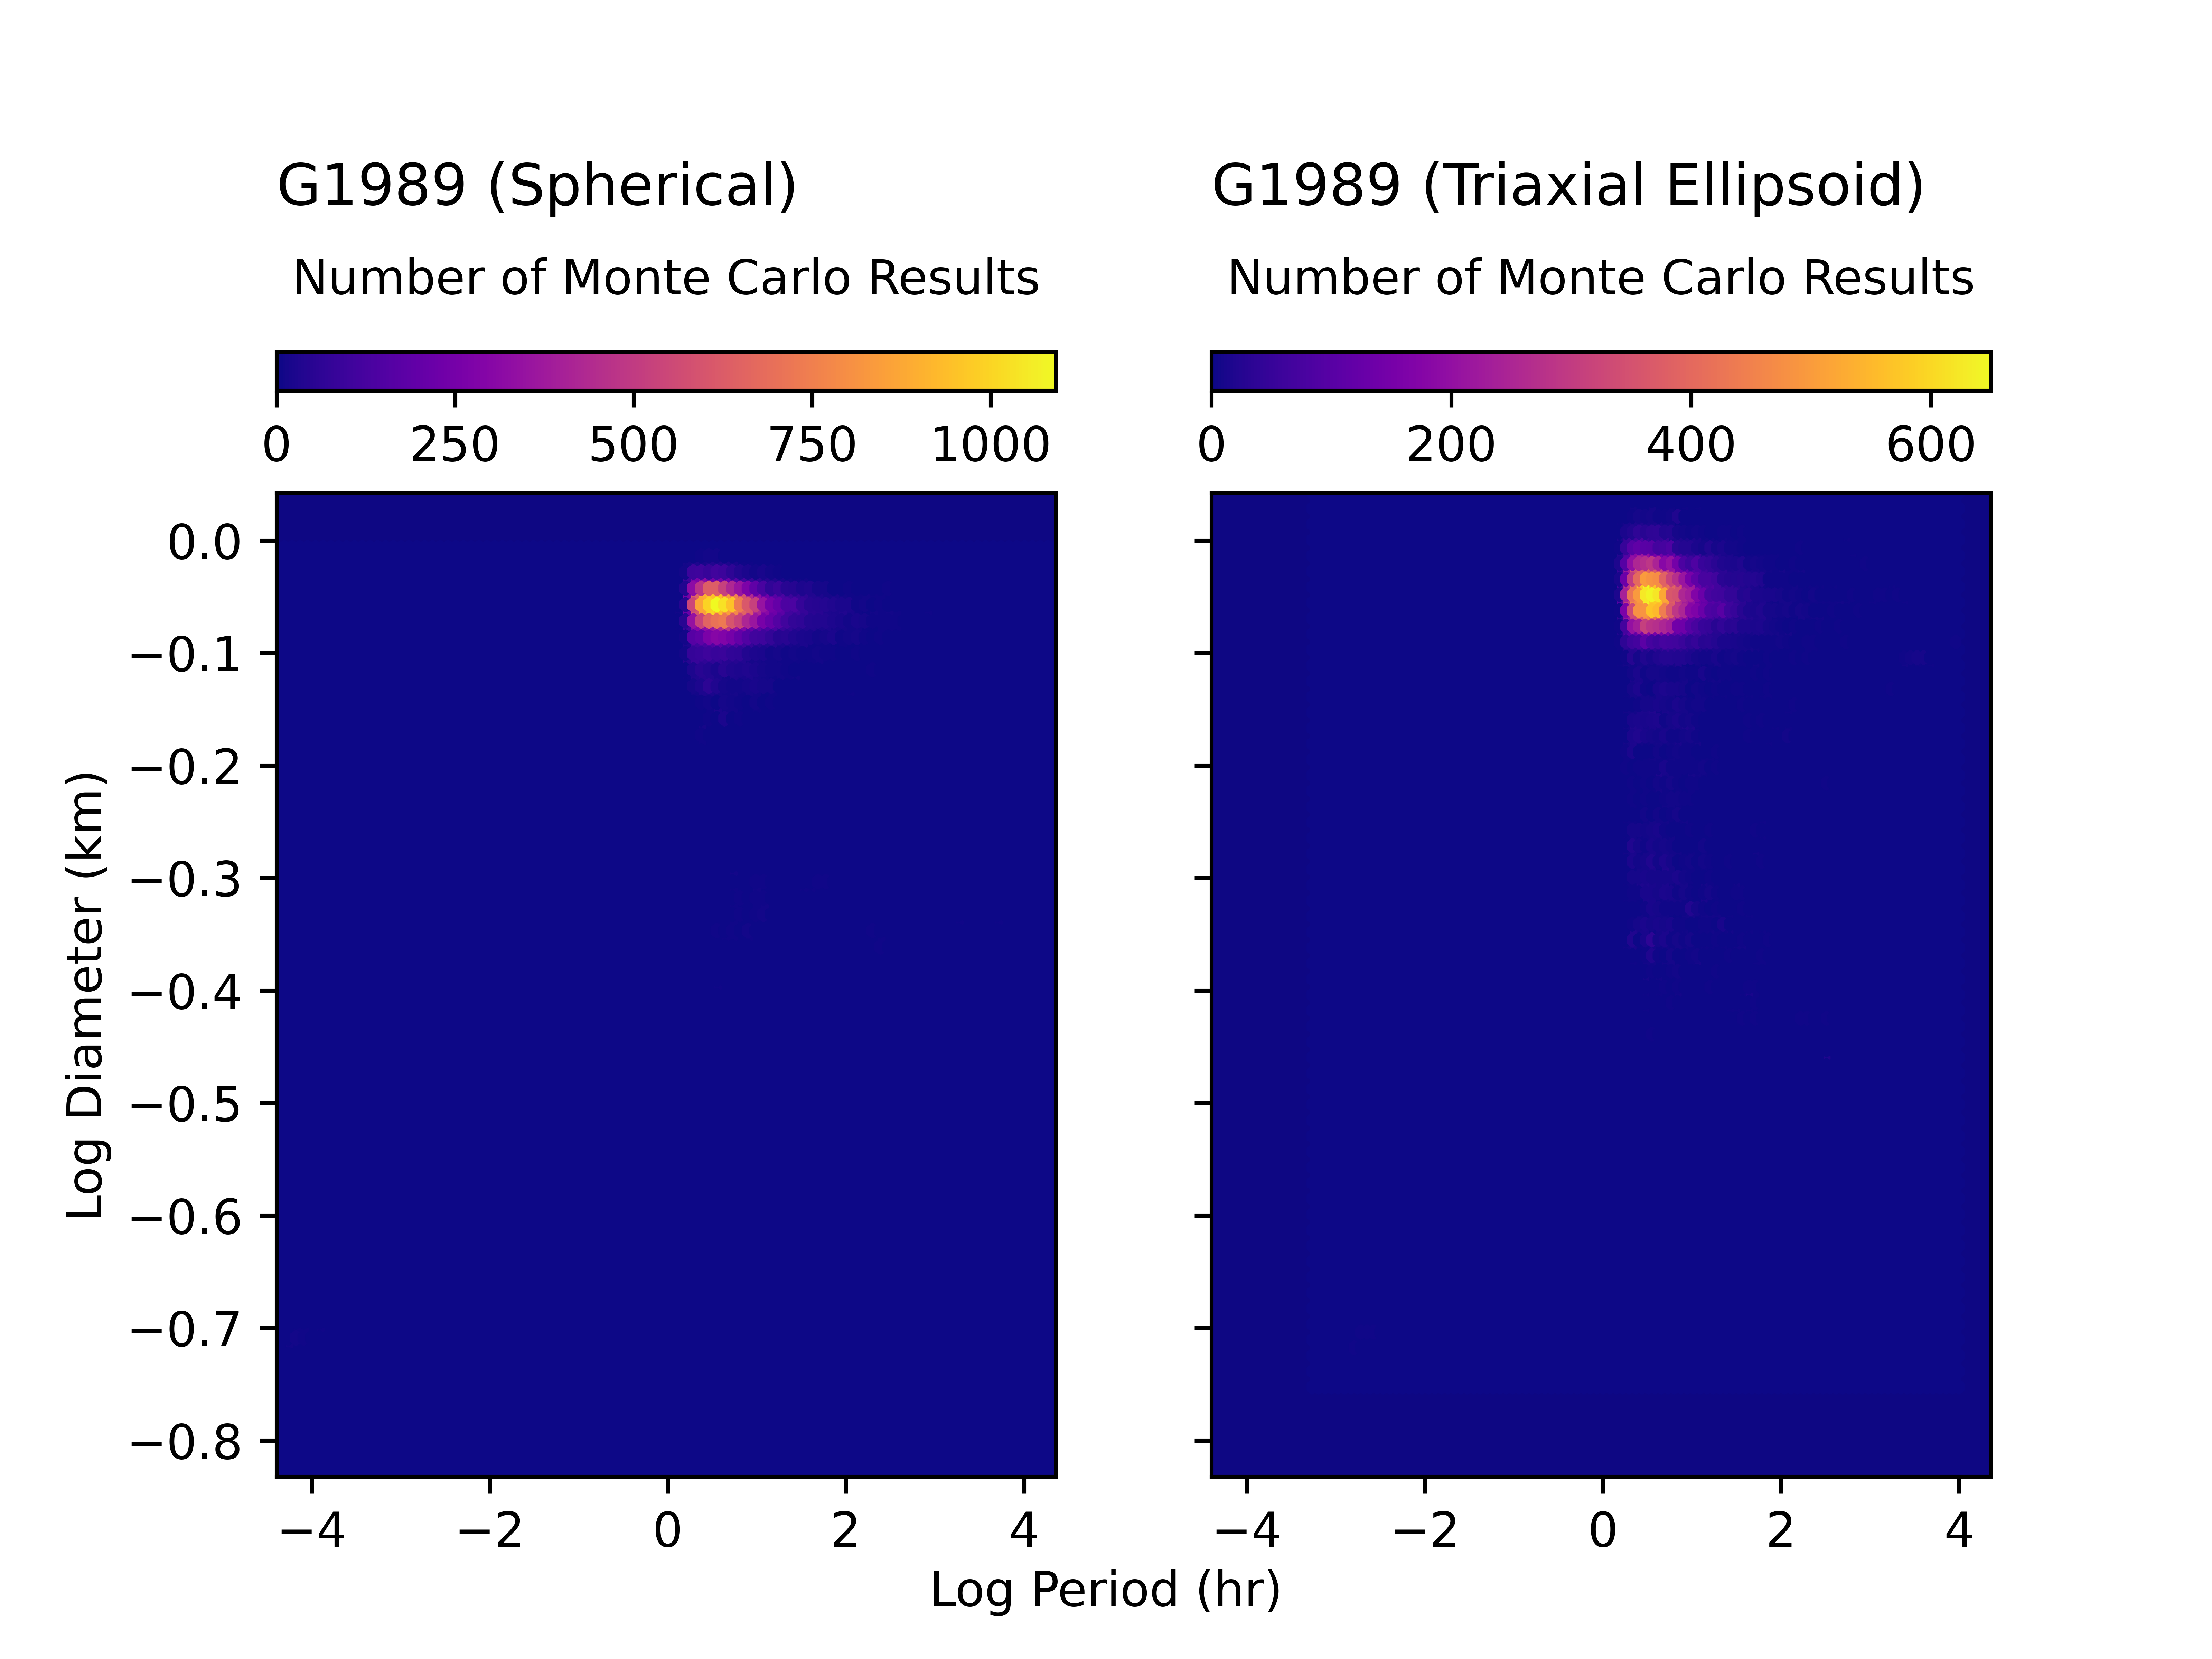 G1989 (Spherical)
Number of Monte Carlo Results
0 250 500 750 1000
G1989 (Triaxial Ellipsoid)
Number of Monte Carlo Results
0 200 400 600
Log Diameter (km)
0.0
−0.1
−0.2
−0.3
−0.4
−0.5
−0.6
−0.7
−0.8
−4 −2 0 2 4
−4 −2 0 2 4
Log Period (hr)